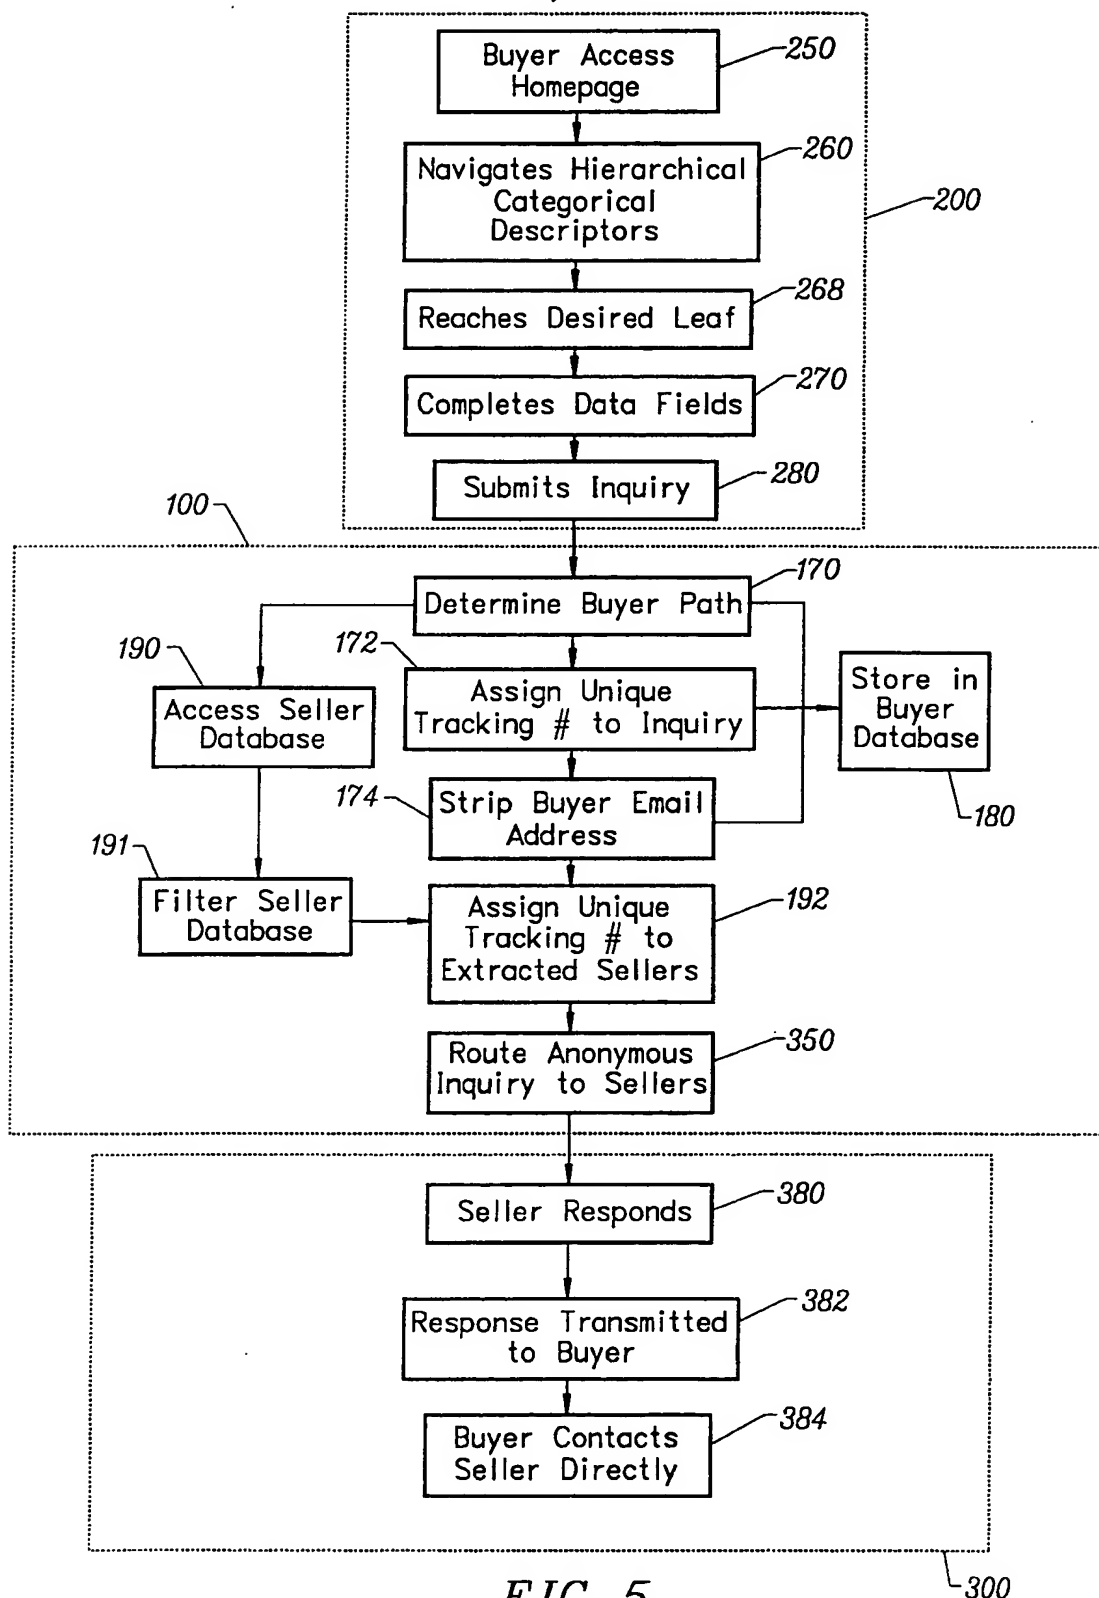 Buyer Access
Homepage
250
Navigates Hierarchical
Categorical
Descriptors
260
200
Reaches Desired Leaf
268
Completes Data Fields
270
Submits Inquiry
280
100
Determine Buyer Path
170
190
Access Seller
Database
172
Assign Unique
Tracking # to Inquiry
Store in
Buyer
Database
180
174
Strip Buyer Email
Address
191
Filter Seller
Database
Assign Unique
Tracking # to
Extracted Sellers
192
Route Anonymous
Inquiry to Sellers
350
Seller Responds
380
Response Transmitted
to Buyer
382
Buyer Contacts
Seller Directly
384
300
FIG. 5